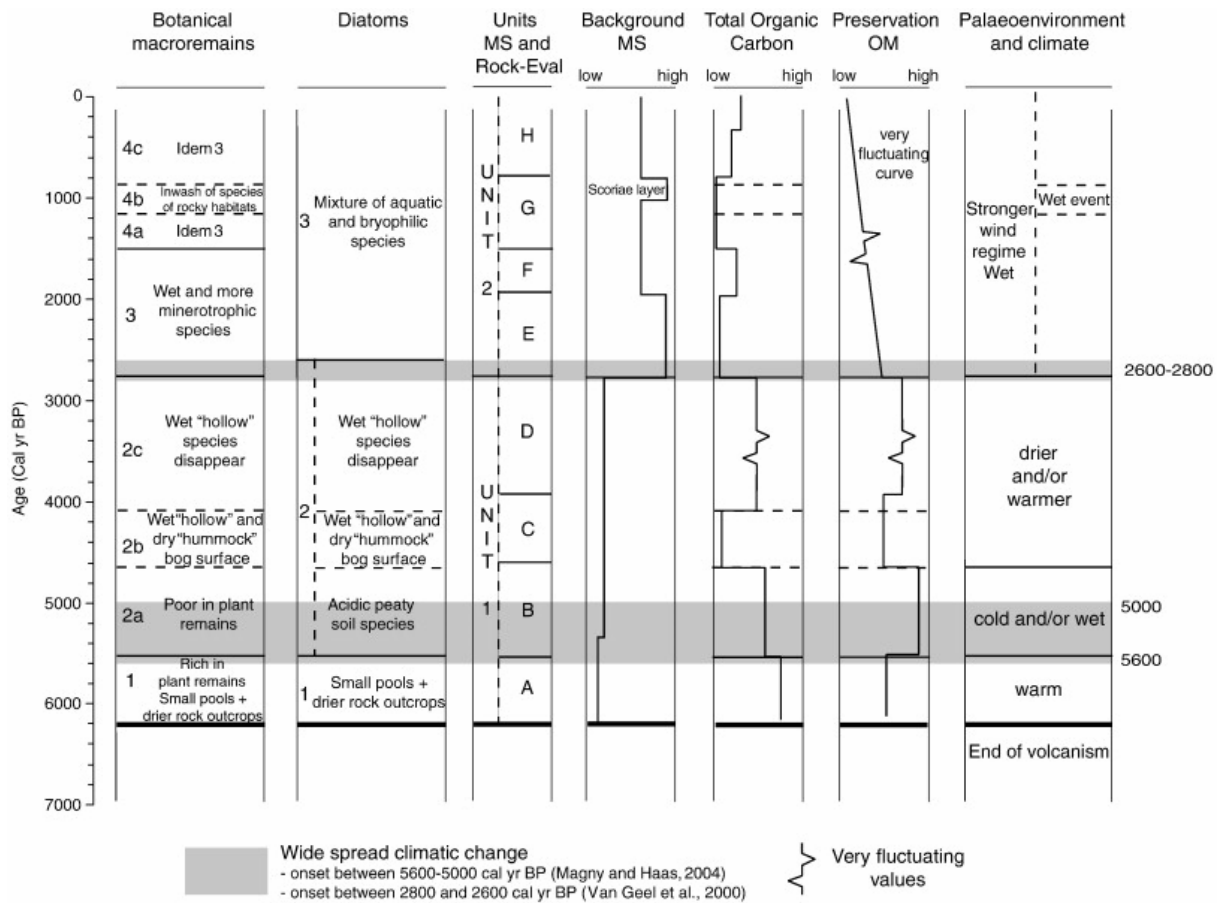 Botanical
macroremains
Diatoms
Units
MS and
Rock-Eval
Background
MS
Total Organic
Carbon
Preservation
OM
Palaeoenvironment
and climate
low high
low high
low high
Age (Cal yr BP)
0
1000
2000
3000
4000
5000
6000
7000
4c Idem 3
4b Inwash of species
of rocky habitats
4a Idem 3
3 Wet and more
minerotrophic
species
2c Wet “hollow”
species
disappear
2b Wet “hollow” and
dry “hummock”
bog surface
2a Poor in plant
remains
1 Rich in
plant remains
Small pools +
drier rock outcrops
3 Mixture of aquatic
and bryophilic
species
2
Wet “hollow”
species
disappear
Wet “hollow” and
dry “hummock”
bog surface
Acidic peaty
soil species
1 Small pools +
drier rock outcrops
UNIT 2
H
G
F
E
UNIT 1
D
C
B
A
Scoriae layer
very
fluctuating
curve
Stronger
wind
regime
Wet
Wet event
drier
and/or
warmer
cold and/or wet
warm
End of volcanism
2600-2800
5000
5600
Wide spread climatic change
- onset between 5600-5000 cal yr BP (Magny and Haas, 2004)
- onset between 2800 and 2600 cal yr BP (Van Geel et al., 2000)
Very fluctuating
values